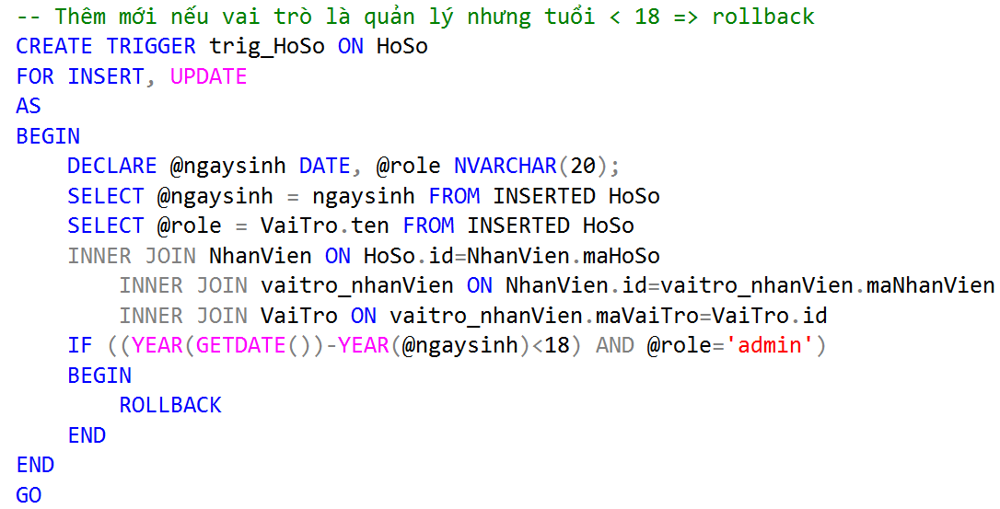 -- Thêm mới nếu vai trò là quản lý nhưng tuổi < 18 => rollback
CREATE TRIGGER trig_HoSo ON HoSo
FOR INSERT, UPDATE
AS
BEGIN
    DECLARE @ngaysinh DATE, @role NVARCHAR(20);
    SELECT @ngaysinh = ngaysinh FROM INSERTED HoSo
    SELECT @role = VaiTro.ten FROM INSERTED HoSo
    INNER JOIN NhanVien ON HoSo.id=NhanVien.maHoSo
        INNER JOIN vaitro_nhanVien ON NhanVien.id=vaitro_nhanVien.maNhanVien
        INNER JOIN VaiTro ON vaitro_nhanVien.maVaiTro=VaiTro.id
    IF ((YEAR(GETDATE())-YEAR(@ngaysinh)<18) AND @role='admin')
    BEGIN
        ROLLBACK
    END
END
GO